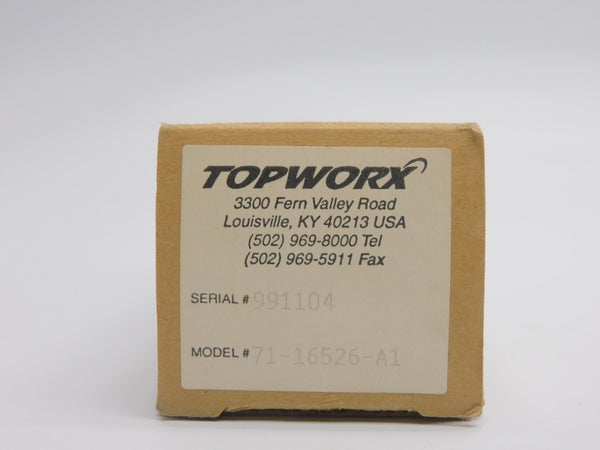 TOPWORX
3300 Fern Valley Road
Louisville, KY 40213 USA
(502) 969-8000 Tel
(502) 969-5911 Fax
SERIAL # 991104
MODEL # 71-16526-A1